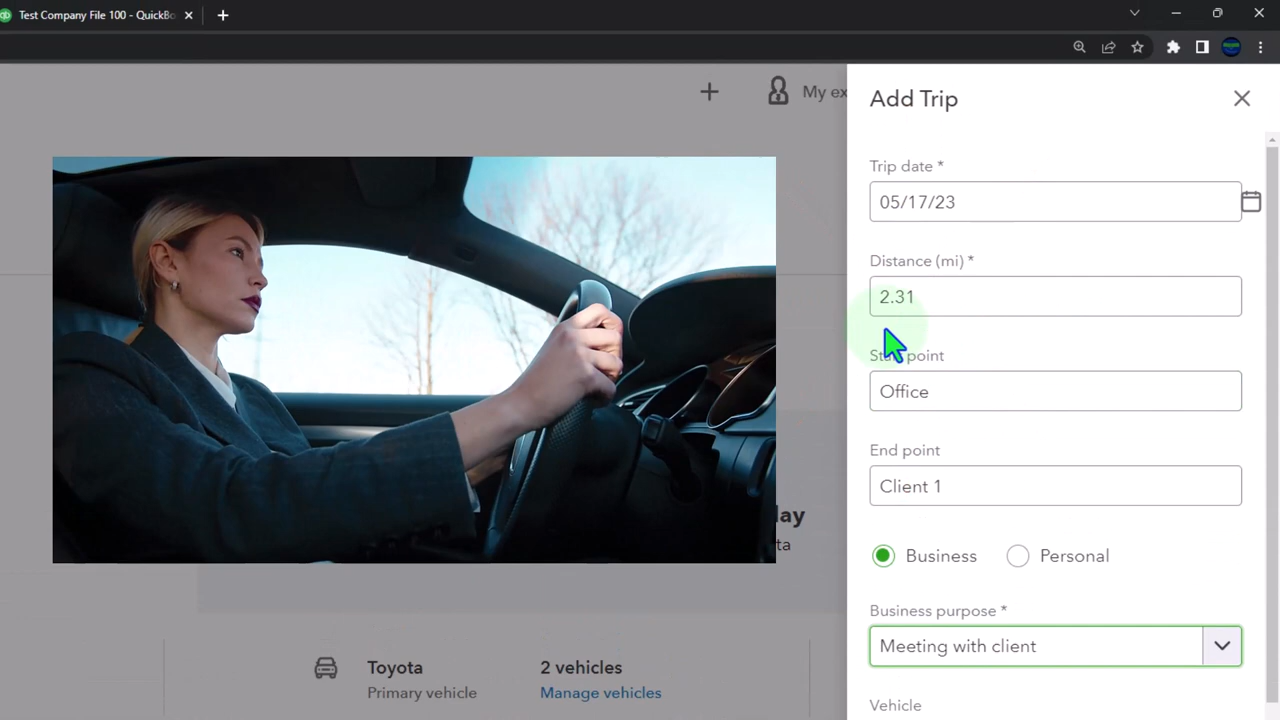 Test Company File 100 - QuickBo
My ex
Add Trip
Trip date *
05/17/23
Distance (mi) *
2.31
Start point
Office
End point
Client 1
Business
Personal
Business purpose *
Meeting with client
Vehicle
lay
ta
Toyota
Primary vehicle
2 vehicles
Manage vehicles